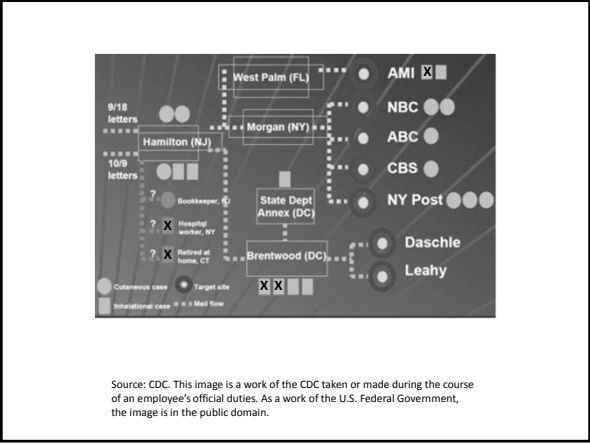 West Palm (FL)
AMI X
9/18
letters
NBC
Morgan (NY)
Hamilton (NJ)
ABC
10/9
letters
CBS
? Bookkeeper, NJ
State Dept
Annex (DC)
NY Post
? X Hospital
worker, NY
Daschle
? X Retired at
home, CT
Brentwood (DC)
Leahy
X X
Cutaneous case
Target site
Inhalational case
Mail flow
Source: CDC. This image is a work of the CDC taken or made during the course
of an employee's official duties. As a work of the U.S. Federal Government,
the image is in the public domain.